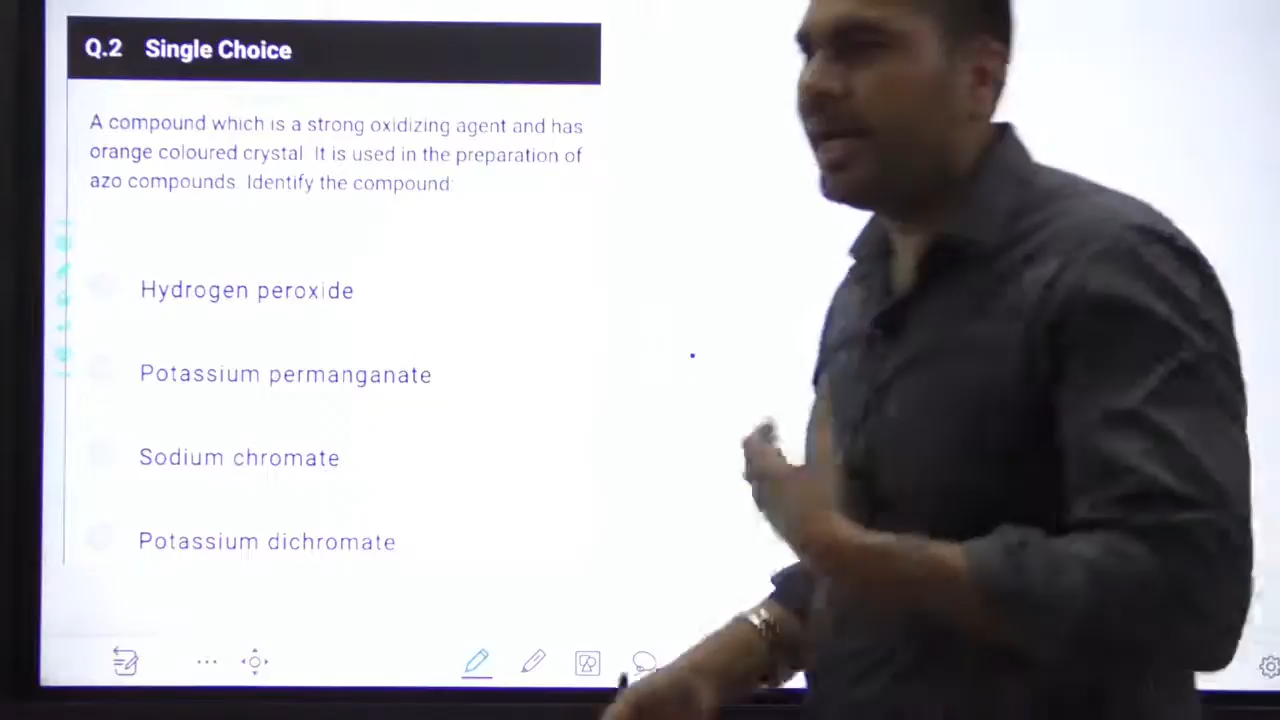 Q.2 Single Choice
A compound which is a strong oxidizing agent and has
orange coloured crystal. It is used in the preparation of
azo compounds. Identify the compound:
Hydrogen peroxide
Potassium permanganate
Sodium chromate
Potassium dichromate